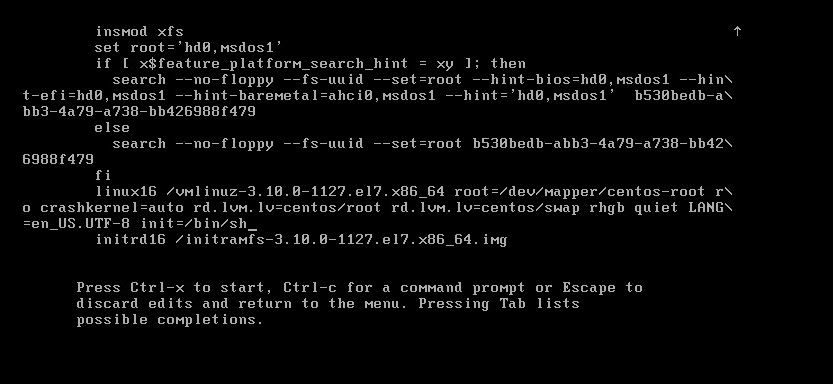 insmod xfs
set root='hd0,msdos1'
if [ x$feature_platform_search_hint = xy ]; then
search --no-floppy --fs-uuid --set=root --hint-bios=hd0,msdos1 --hin\
t-efi=hd0,msdos1 --hint-baremetal=ahci0,msdos1 --hint='hd0,msdos1'  b530bedb-a\
bb3-4a79-a738-bb426988f479
else
search --no-floppy --fs-uuid --set=root b530bedb-abb3-4a79-a738-bb42\
6988f479
fi
linux16 /vmlinuz-3.10.0-1127.el7.x86_64 root=/dev/mapper/centos-root r\
o crashkernel=auto rd.lvm.lv=centos/root rd.lvm.lv=centos/swap rhgb quiet LANG\
=en_US.UTF-8 init=/bin/sh_
initrd16 /initramfs-3.10.0-1127.el7.x86_64.img
Press Ctrl-x to start, Ctrl-c for a command prompt or Escape to
discard edits and return to the menu. Pressing Tab lists
possible completions.